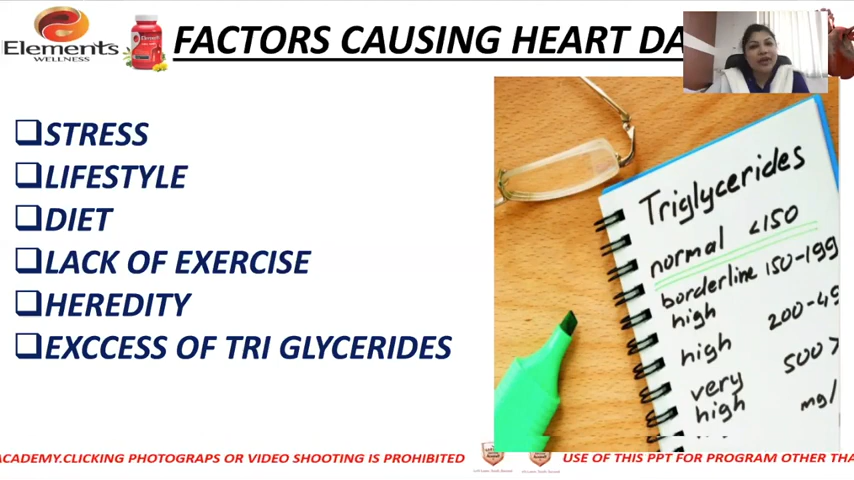 Elements
WELLNESS
FACTORS CAUSING HEART DA
❑STRESS
❑LIFESTYLE
❑DIET
❑LACK OF EXERCISE
❑HEREDITY
❑EXCCESS OF TRI GLYCERIDES
Triglycerides
normal <150
borderline 150-199
high
200-49
high
500>
very
high
mg/
ACADEMY.CLICKING PHOTOGRAPS OR VIDEO SHOOTING IS PROHIBITED
USE OF THIS PPT FOR PROGRAM OTHER THA